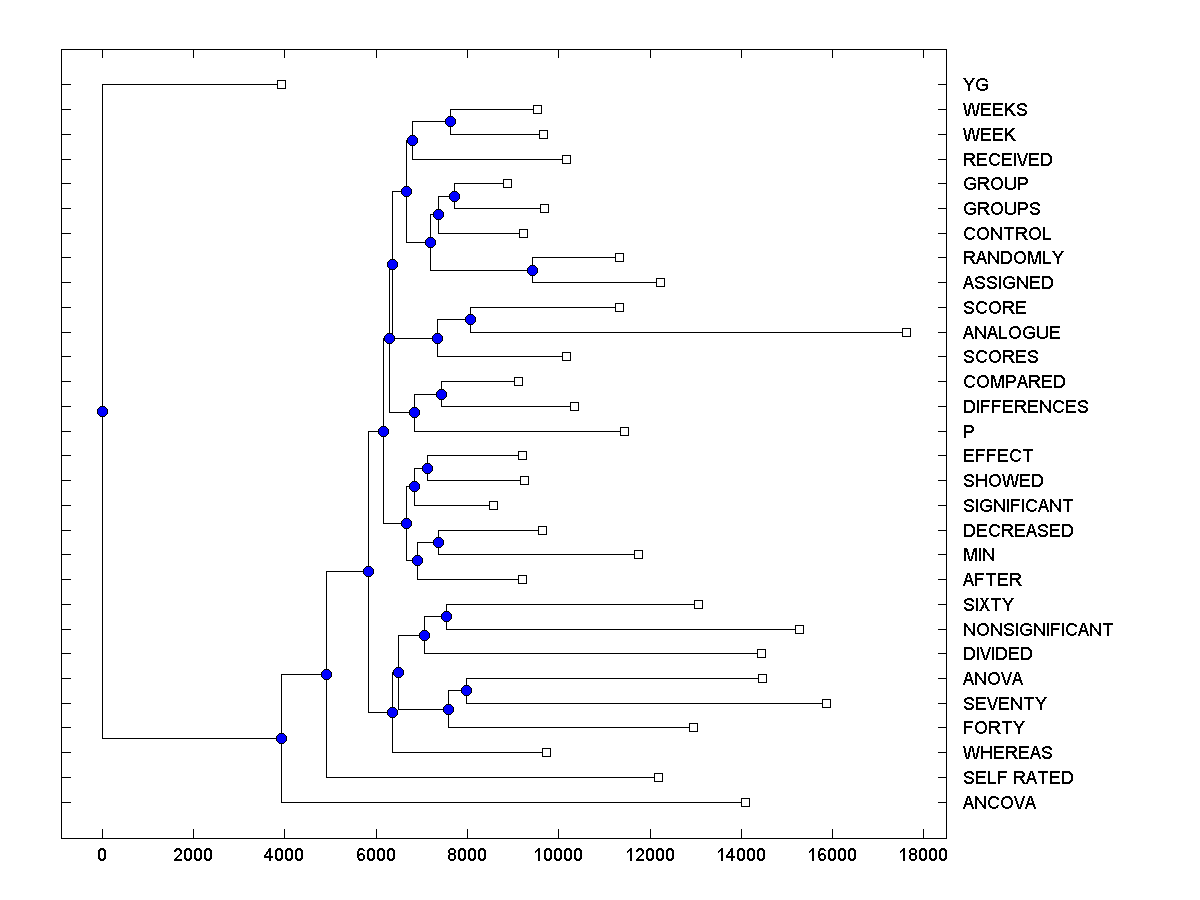 YG
WEEKS
WEEK
RECEIVED
GROUP
GROUPS
CONTROL
RANDOMLY
ASSIGNED
SCORE
ANALOGUE
SCORES
COMPARED
DIFFERENCES
P
EFFECT
SHOWED
SIGNIFICANT
DECREASED
MIN
AFTER
SIXTY
NONSIGNIFICANT
DIVIDED
ANOVA
SEVENTY
FORTY
WHEREAS
SELF RATED
ANCOVA
0 2000 4000 6000 8000 10000 12000 14000 16000 18000